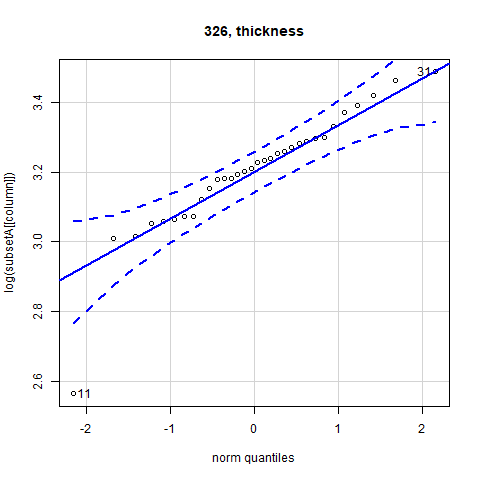 326, thickness
31
3.4
3.2
3.0
2.8
2.6
log(subsetA[[column]])
11
-2 -1 0 1 2
norm quantiles